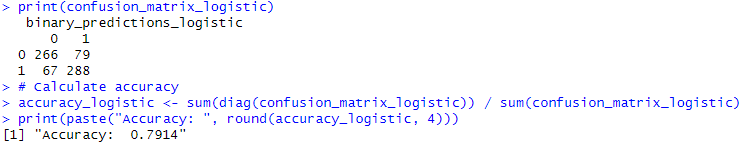 > print(confusion_matrix_logistic)
   binary_predictions_logistic
      0   1
  0 266  79
  1  67 288
> # Calculate accuracy
> accuracy_logistic <- sum(diag(confusion_matrix_logistic)) / sum(confusion_matrix_logistic)
> print(paste("Accuracy: ", round(accuracy_logistic, 4)))
[1] "Accuracy:  0.7914"